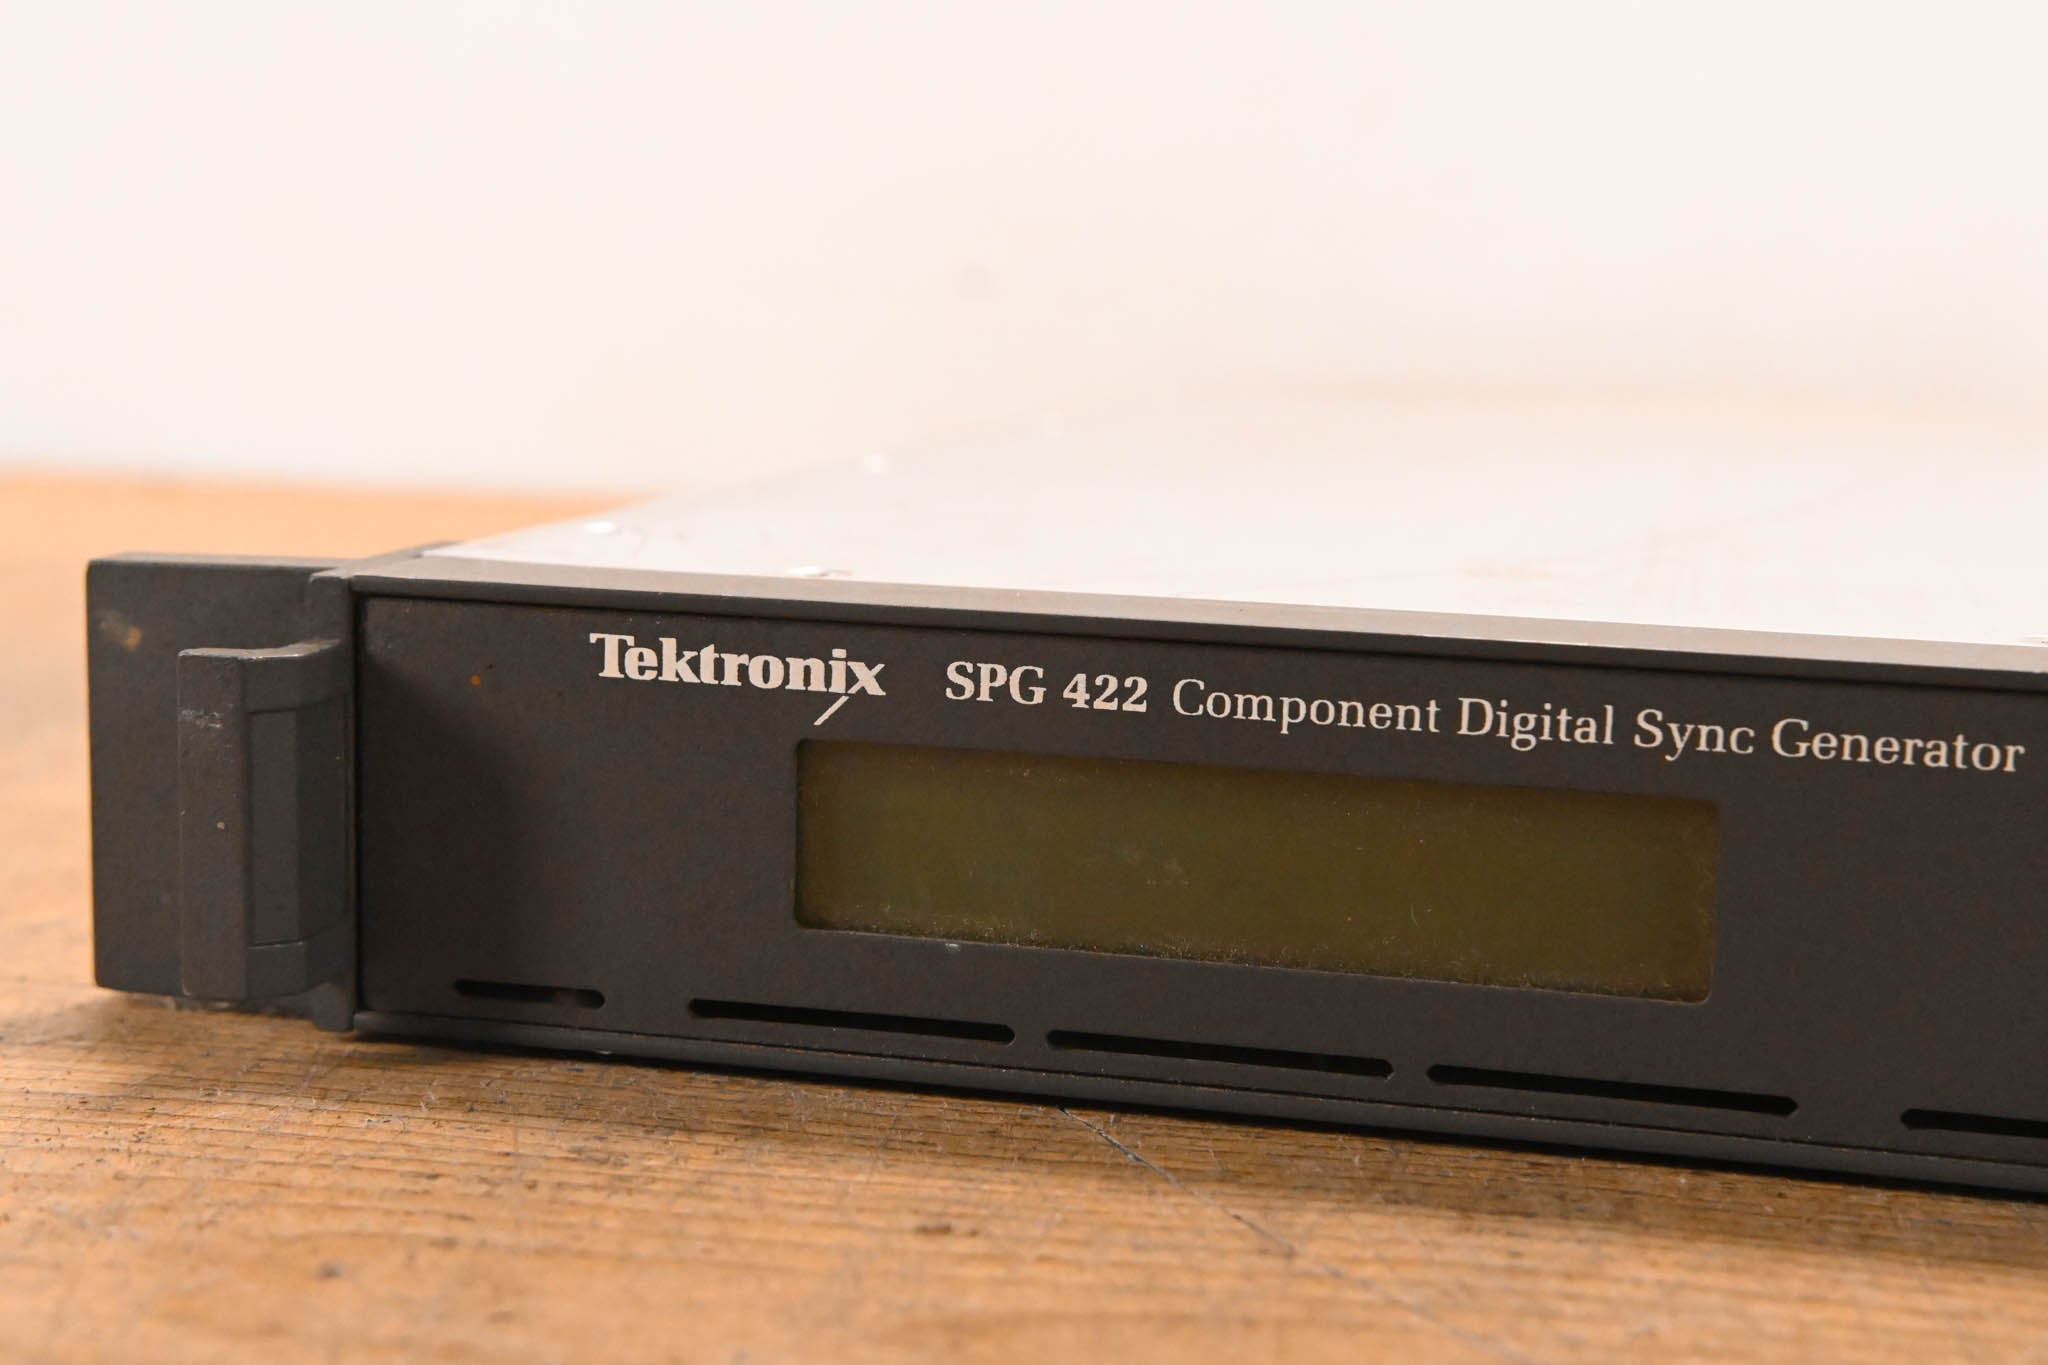 Tektronix SPG 422 Component Digital Sync Generator